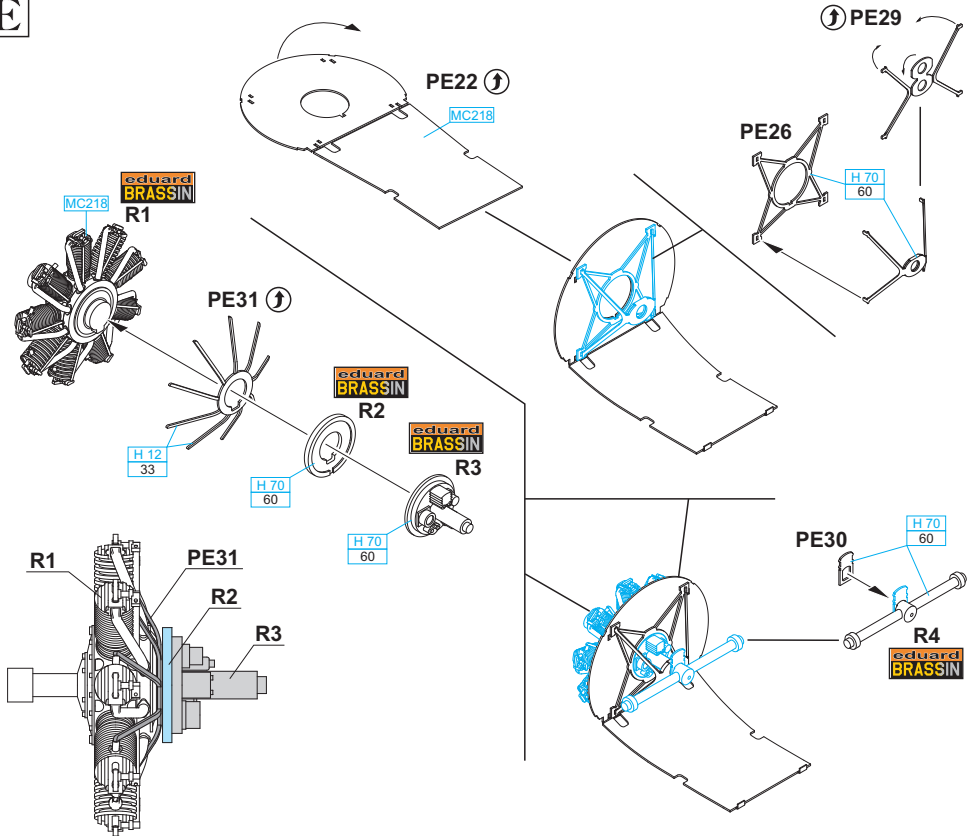 E
PE22
MC218
PE29
PE26
H 70
60
eduard
BRASSIN
MC218
R1
PE31
H 12
33
eduard
BRASSIN
R2
H 70
60
eduard
BRASSIN
R3
H 70
60
R1
PE31
R2
R3
PE30
H 70
60
R4
eduard
BRASSIN